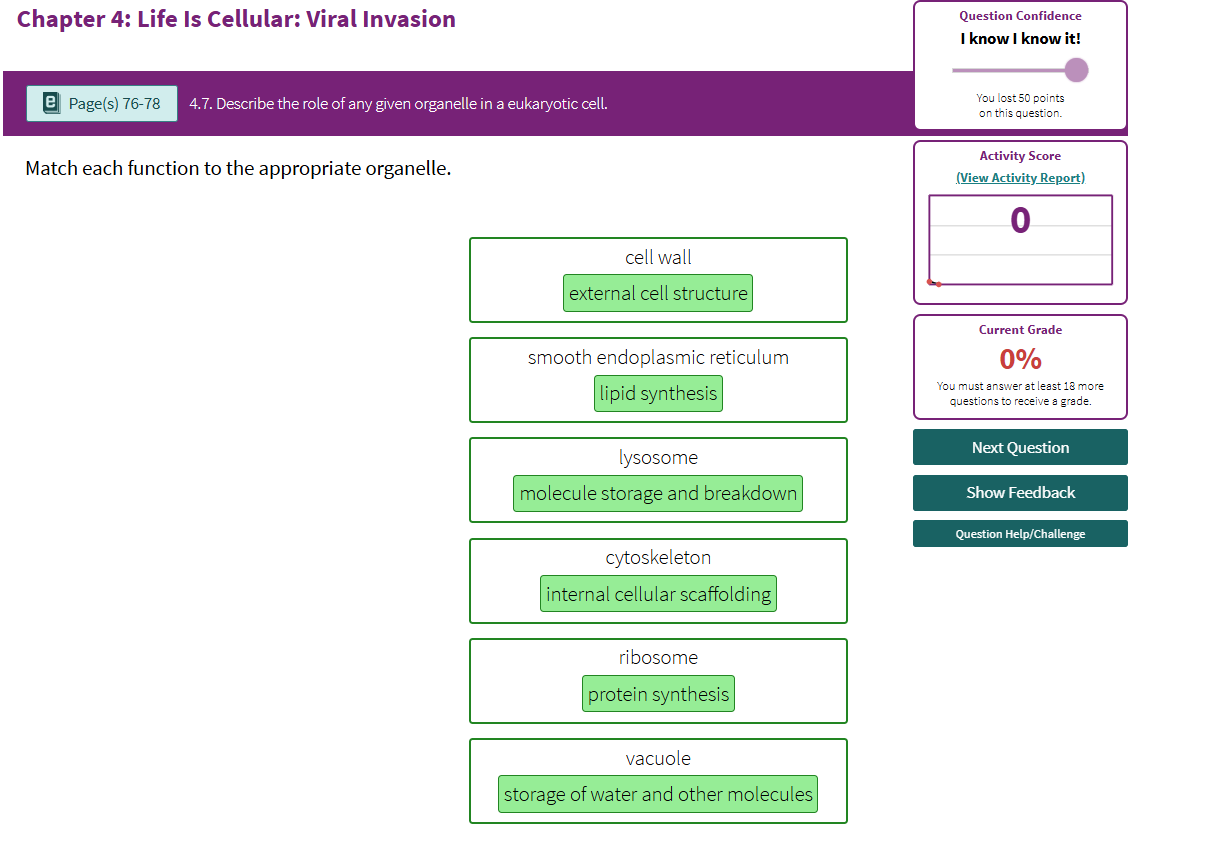 Chapter 4: Life Is Cellular: Viral Invasion
Page(s) 76-78
4.7. Describe the role of any given organelle in a eukaryotic cell.
Match each function to the appropriate organelle.
cell wall
external cell structure
smooth endoplasmic reticulum
lipid synthesis
lysosome
molecule storage and breakdown
cytoskeleton
internal cellular scaffolding
ribosome
protein synthesis
vacuole
storage of water and other molecules
Question Confidence
I know I know it!
You lost 50 points
on this question.
Activity Score
(View Activity Report)
0
Current Grade
0%
You must answer at least 18 more
questions to receive a grade.
Next Question
Show Feedback
Question Help/Challenge